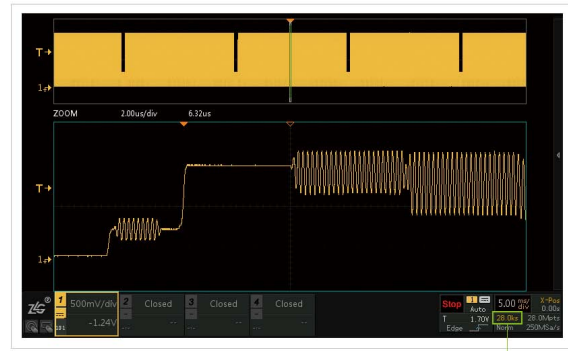 T
1
ZOOM 2.00us/div 6.32us
T
1
ZLG® 1 500mV/div 2 Closed 3 Closed 4 Closed Stop 1 Auto 5.00 ms/div X-Pos 0.00s
101 -1.24V -- -- -- T 1.70V 28.0ks 28.0Mpts
Edge Norm 250MSa/s